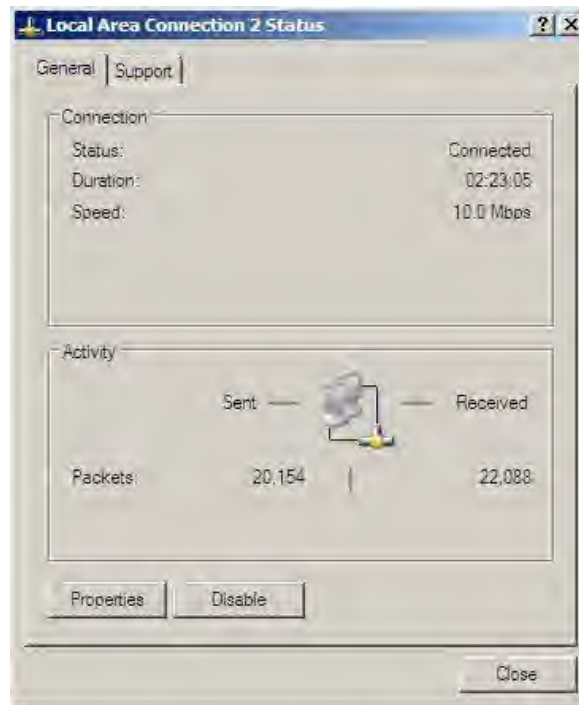 Local Area Connection 2 Status
? X
General Support
Connection
Status: Connected
Duration: 02:23:05
Speed: 10.0 Mbps
Activity
Sent Received
Packets: 20,154 22,088
Properties Disable
Close